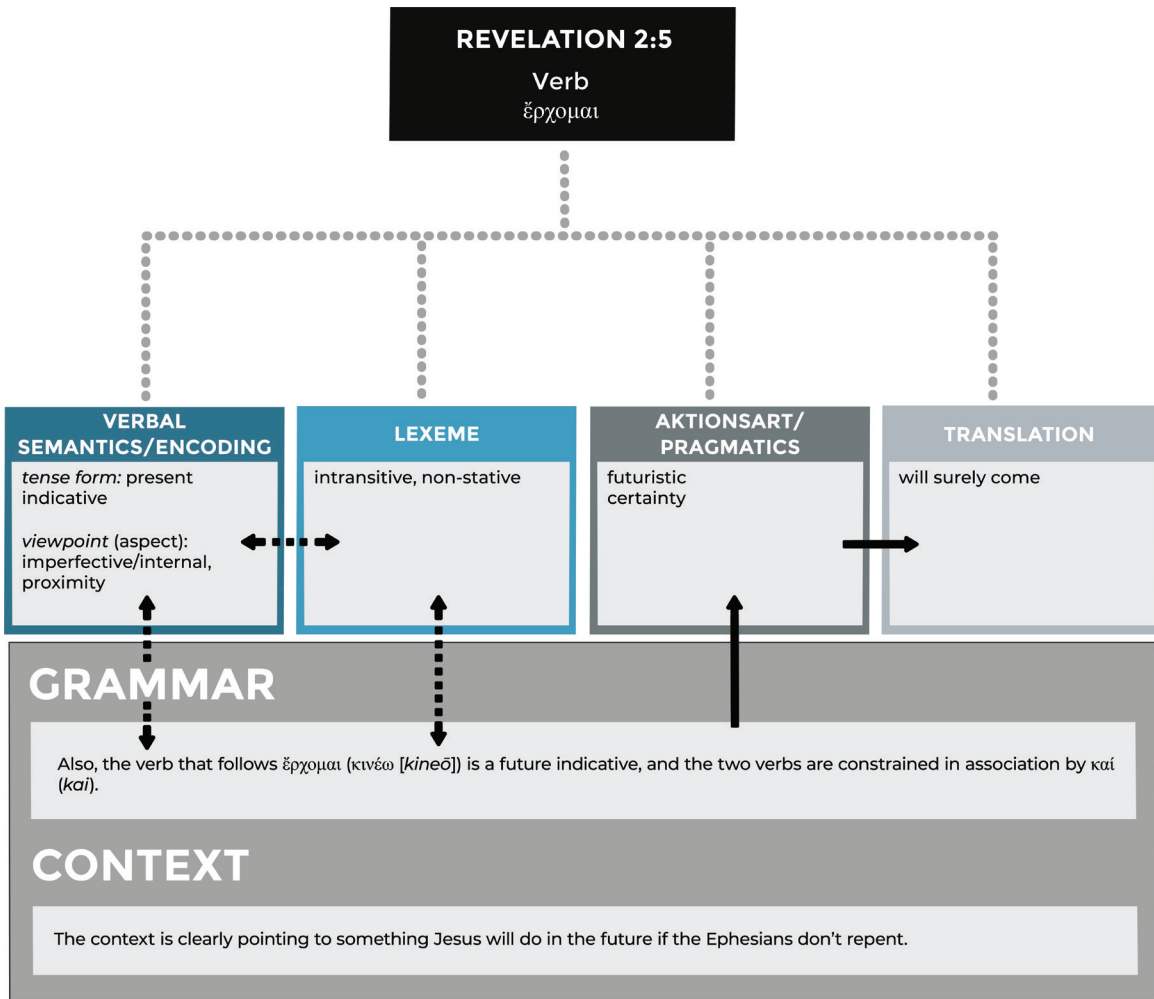 REVELATION 2:5
Verb
ἔρχομαι
VERBAL
SEMANTICS/ENCODING
tense form: present
indicative
viewpoint (aspect):
imperfective/internal,
proximity
LEXEME
intransitive, non-stative
AKTIONSART/
PRAGMATICS
futuristic
certainty
TRANSLATION
will surely come
GRAMMAR
Also, the verb that follows ἔρχομαι (κινέω [kineō]) is a future indicative, and the two verbs are constrained in association by καί
(kai).
CONTEXT
The context is clearly pointing to something Jesus will do in the future if the Ephesians don’t repent.